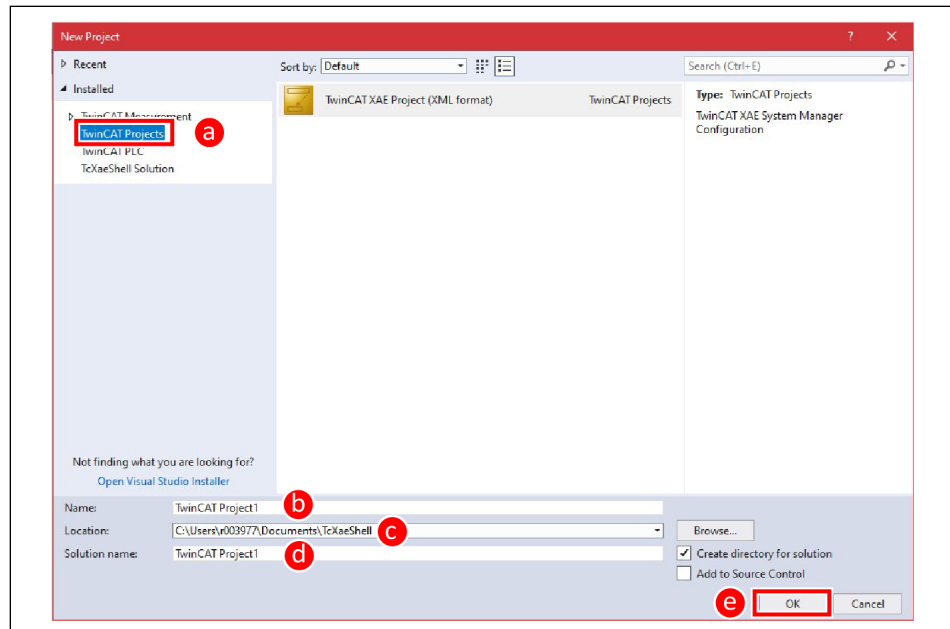 New Project
? ×
Recent
Sort by: Default
Search (Ctrl+E)
Installed
TwinCAT XAE Project (XML format) TwinCAT Projects
Type: TwinCAT Projects
TwinCAT XAE System Manager
Configuration
TwinCAT Measurement
TwinCAT Projects
a
TwinCAT PLC
TcXaeShell Solution
Not finding what you are looking for?
Open Visual Studio Installer
Name: TwinCAT Project1 b
Location: C:\Users\r003977\Documents\TcXaeShell c Browse...
Solution name: TwinCAT Project1 d
Create directory for solution
Add to Source Control
e OK Cancel